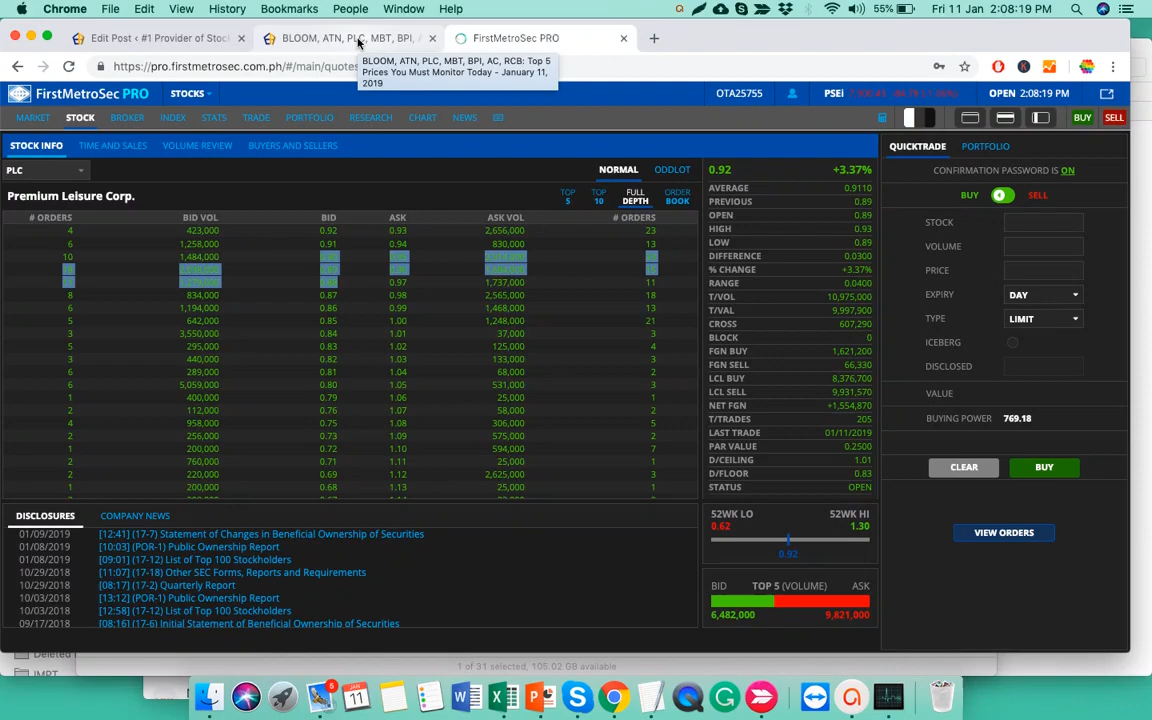 Chrome File Edit View History Bookmarks People Window Help 55% Fri 11 Jan 2:08:19 PM
Edit Post ‹ #1 Provider of Stoc × BLOOM, ATN, PLC, MBT, BPI, × FirstMetroSec PRO × +
https://pro.firstmetrosec.com.ph/#/main/quotes
BLOOM, ATN, PLC, MBT, BPI, AC, RCB: Top 5
Prices You Must Monitor Today - January 11,
2019
FirstMetroSec PRO STOCKS OTA25755 PSEi OPEN 2:08:19 PM
MARKET STOCK BROKER INDEX STATS TRADE PORTFOLIO RESEARCH CHART NEWS BUY SELL
STOCK INFO TIME AND SALES VOLUME REVIEW BUYERS AND SELLERS QUICKTRADE PORTFOLIO
PLC NORMAL ODDLOT 0.92 +3.37% CONFIRMATION PASSWORD IS ON
Premium Leisure Corp. TOP 5 TOP 10 FULL DEPTH ORDER BOOK
# ORDERS BID VOL BID ASK ASK VOL # ORDERS
4 423,000 0.92 0.93 2,656,000 23
6 1,258,000 0.91 0.94 830,000 13
10 1,484,000
0.97 1,737,000 11
8 834,000 0.87 0.98 2,565,000 18
6 1,194,000 0.86 0.99 1,468,000 13
5 642,000 0.85 1.00 1,248,000 21
3 3,550,000 0.84 1.01 37,000 3
5 295,000 0.83 1.02 125,000 4
3 440,000 0.82 1.03 133,000 3
6 289,000 0.81 1.04 68,000 2
6 5,059,000 0.80 1.05 531,000 3
1 400,000 0.79 1.06 25,000 1
2 112,000 0.76 1.07 58,000 2
4 958,000 0.75 1.08 306,000 5
2 256,000 0.73 1.09 575,000 2
1 200,000 0.72 1.10 594,000 7
2 760,000 0.71 1.11 25,000 1
2 220,000 0.69 1.12 2,625,000 3
1 200,000 0.68 1.13 25,000 1
AVERAGE 0.9110
PREVIOUS 0.89
OPEN 0.89
HIGH 0.93
LOW 0.89
DIFFERENCE 0.0300
% CHANGE +3.37%
RANGE 0.0400
T/VOL 10,975,000
T/VAL 9,997,900
CROSS 607,290
BLOCK 0
FGN BUY 1,621,200
FGN SELL 66,330
LCL BUY 8,376,700
LCL SELL 9,931,570
NET FGN +1,554,870
T/TRADES 205
LAST TRADE 01/11/2019
PAR VALUE 0.2500
D/CEILING 1.01
D/FLOOR 0.83
STATUS OPEN
BUY SELL
STOCK
VOLUME
PRICE
EXPIRY DAY
TYPE LIMIT
ICEBERG
DISCLOSED
VALUE
BUYING POWER 769.18
CLEAR BUY
VIEW ORDERS
DISCLOSURES COMPANY NEWS
01/09/2019 [12:41] (17-7) Statement of Changes in Beneficial Ownership of Securities
01/08/2019 [10:03] (POR-1) Public Ownership Report
01/08/2019 [09:01] (17-12) List of Top 100 Stockholders
10/29/2018 [11:07] (17-18) Other SEC Forms, Reports and Requirements
10/29/2018 [08:17] (17-2) Quarterly Report
10/03/2018 [13:12] (POR-1) Public Ownership Report
10/03/2018 [12:58] (17-12) List of Top 100 Stockholders
09/17/2018 [08:16] (17-6) Initial Statement of Beneficial Ownership of Securities
52WK LO 52WK HI
0.62 1.30
0.92
BID TOP 5 (VOLUME) ASK
6,482,000 9,821,000
1 of 31 selected, 105.02 GB available
5
JAN 11